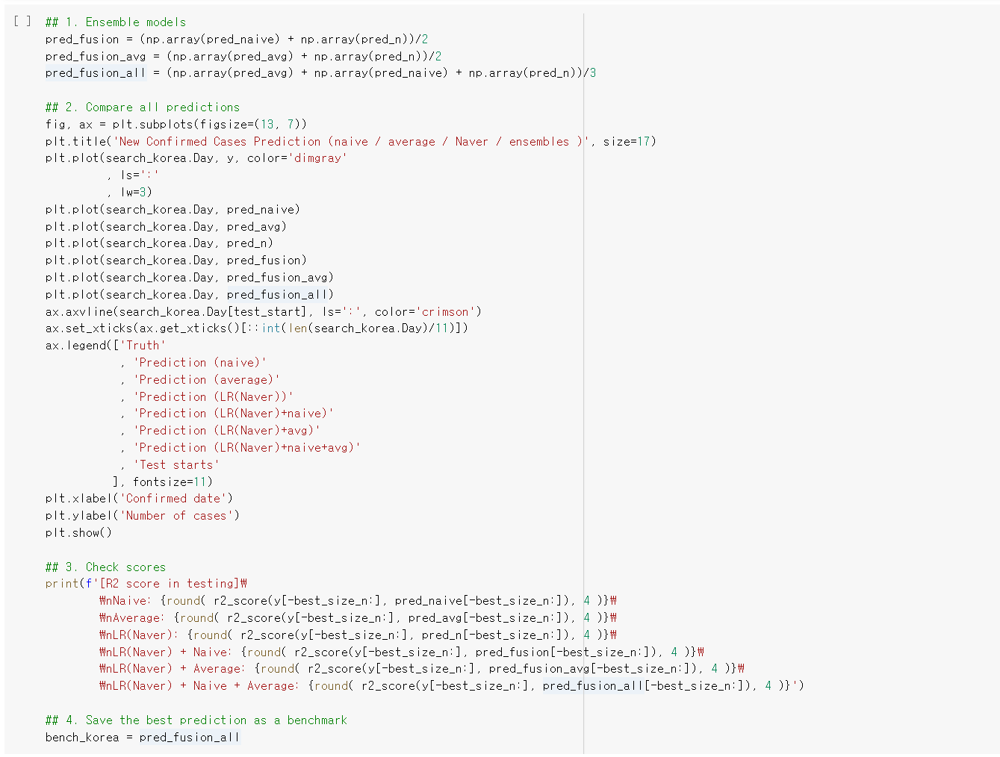 [ ] ## 1. Ensemble models
pred_fusion = (np.array(pred_naive) + np.array(pred_n))/2
pred_fusion_avg = (np.array(pred_avg) + np.array(pred_n))/2
pred_fusion_all = (np.array(pred_avg) + np.array(pred_naive) + np.array(pred_n))/3

## 2. Compare all predictions
fig, ax = plt.subplots(figsize=(13, 7))
plt.title('New Confirmed Cases Prediction (naive / average / Naver / ensembles )', size=17)
plt.plot(search_korea.Day, y, color='dimgray'
         , ls=':'
         , lw=3)
plt.plot(search_korea.Day, pred_naive)
plt.plot(search_korea.Day, pred_avg)
plt.plot(search_korea.Day, pred_n)
plt.plot(search_korea.Day, pred_fusion)
plt.plot(search_korea.Day, pred_fusion_avg)
plt.plot(search_korea.Day, pred_fusion_all)
ax.axvline(search_korea.Day[test_start], ls=':', color='crimson')
ax.set_xticks(ax.get_xticks()[::int(len(search_korea.Day)/11)])
ax.legend(['Truth'
           , 'Prediction (naive)'
           , 'Prediction (average)'
           , 'Prediction (LR(Naver))'
           , 'Prediction (LR(Naver)+naive)'
           , 'Prediction (LR(Naver)+avg)'
           , 'Prediction (LR(Naver)+naive+avg)'
           , 'Test starts'
          ], fontsize=11)
plt.xlabel('Confirmed date')
plt.ylabel('Number of cases')
plt.show()

## 3. Check scores
print(f'[R2 score in testing]₩
        ₩nNaive: {round( r2_score(y[-best_size_n:], pred_naive[-best_size_n:]), 4 )}₩
        ₩nAverage: {round( r2_score(y[-best_size_n:], pred_avg[-best_size_n:]), 4 )}₩
        ₩nLR(Naver): {round( r2_score(y[-best_size_n:], pred_n[-best_size_n:]), 4 )}₩
        ₩nLR(Naver) + Naive: {round( r2_score(y[-best_size_n:], pred_fusion[-best_size_n:]), 4 )}₩
        ₩nLR(Naver) + Average: {round( r2_score(y[-best_size_n:], pred_fusion_avg[-best_size_n:]), 4 )}₩
        ₩nLR(Naver) + Naive + Average: {round( r2_score(y[-best_size_n:], pred_fusion_all[-best_size_n:]), 4 )}')

## 4. Save the best prediction as a benchmark
bench_korea = pred_fusion_all